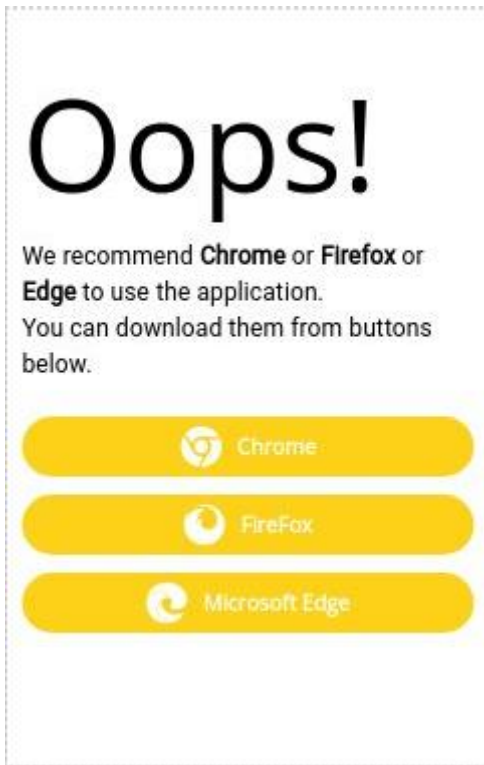 Oops!
We recommend Chrome or Firefox or
Edge to use the application.
You can download them from buttons
below.
Chrome
FireFox
Microsoft Edge